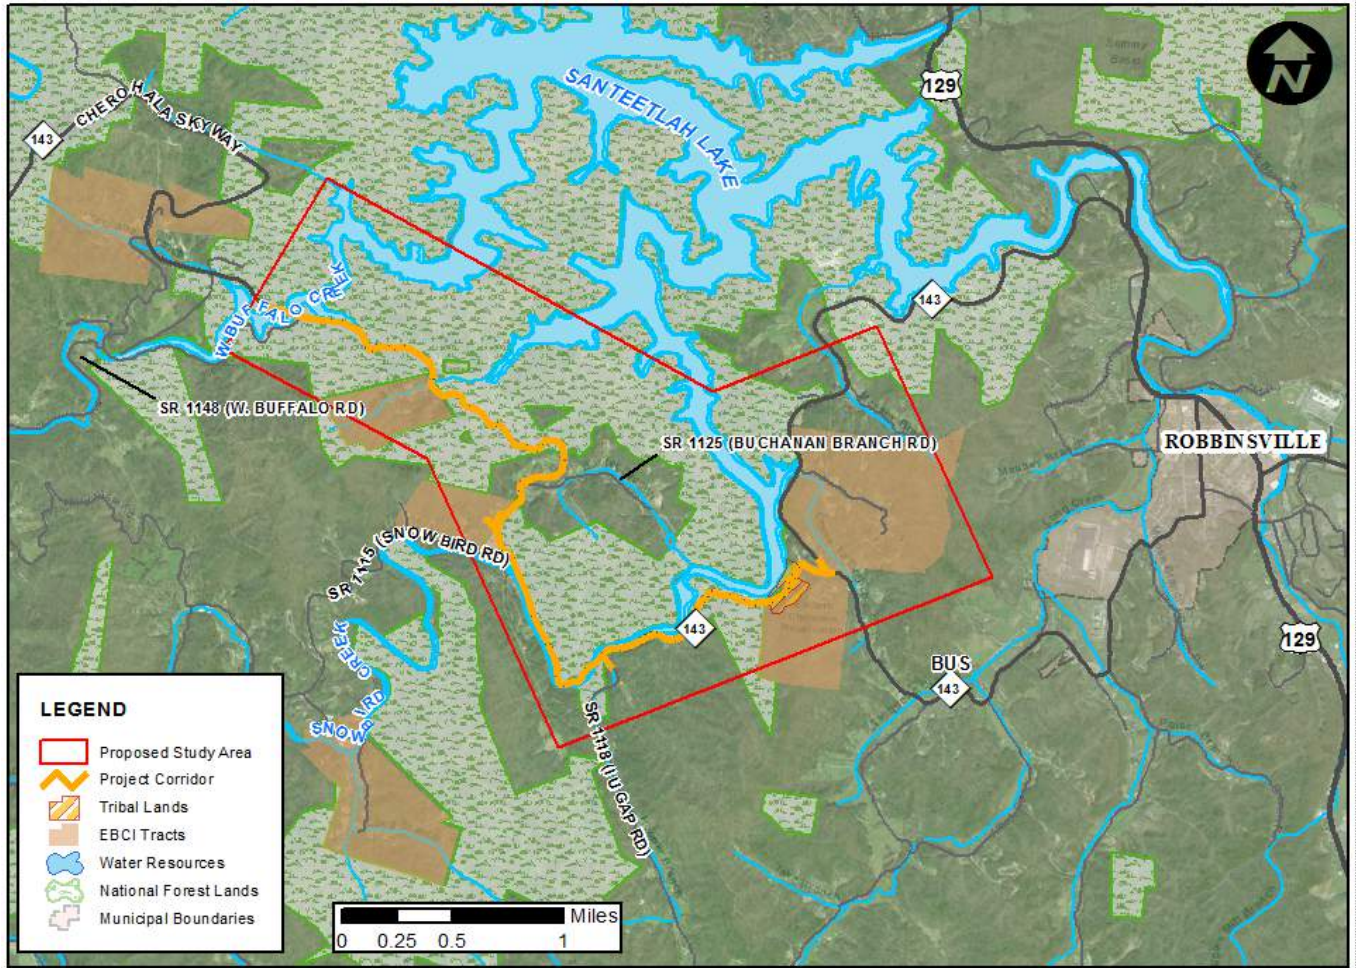 N
129
SANTEETLAH LAKE
143
CHEROHALA SKYWAY
143
W. BUFFALO CREEK
SR 1148 (W. BUFFALO RD)
SR 1125 (BUCHANAN BRANCH RD)
ROBBINSVILLE
SR 1115 (SNOWBIRD RD)
143
129
BUS
143
SNOWBIRD CREEK
SR 1118 (IU GAP RD)
LEGEND
Proposed Study Area
Project Corridor
Tribal Lands
EBCI Tracts
Water Resources
National Forest Lands
Municipal Boundaries
Miles
0 0.25 0.5 1